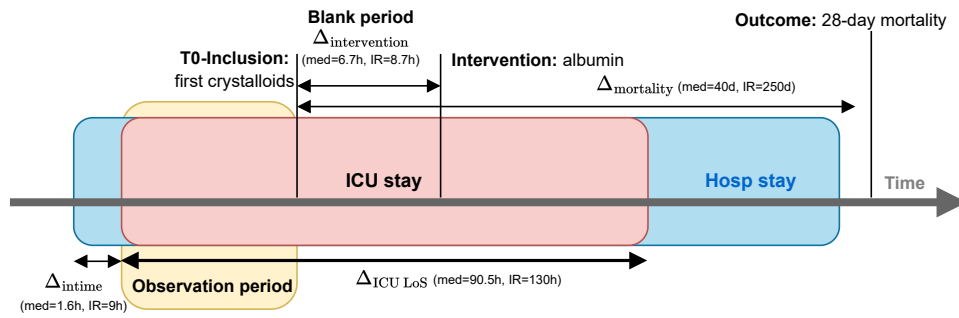 Blank period
Outcome: 28-day mortality
Δintervention
T0-Inclusion:
(med=6.7h, IR=8.7h)
Intervention: albumin
first crystalloids
Δmortality (med=40d, IR=250d)
ICU stay
Hosp stay
Time
Δintime
(med=1.6h, IR=9h)
Observation period
ΔICU LoS (med=90.5h, IR=130h)